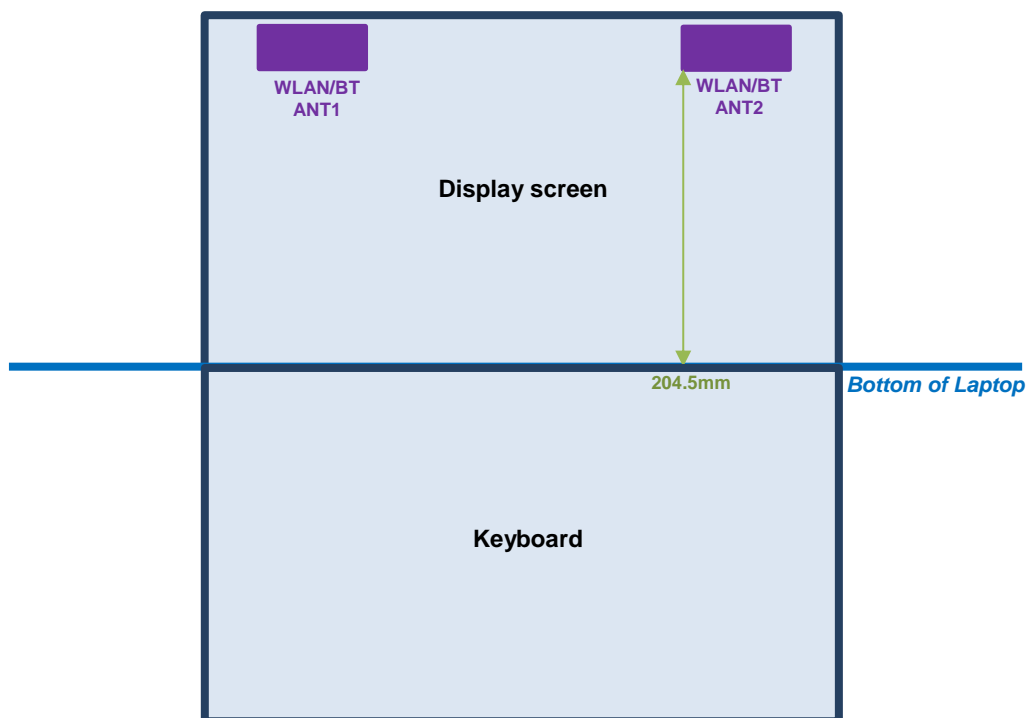 WLAN/BT
ANT1
WLAN/BT
ANT2
Display screen
204.5mm
Bottom of Laptop
Keyboard